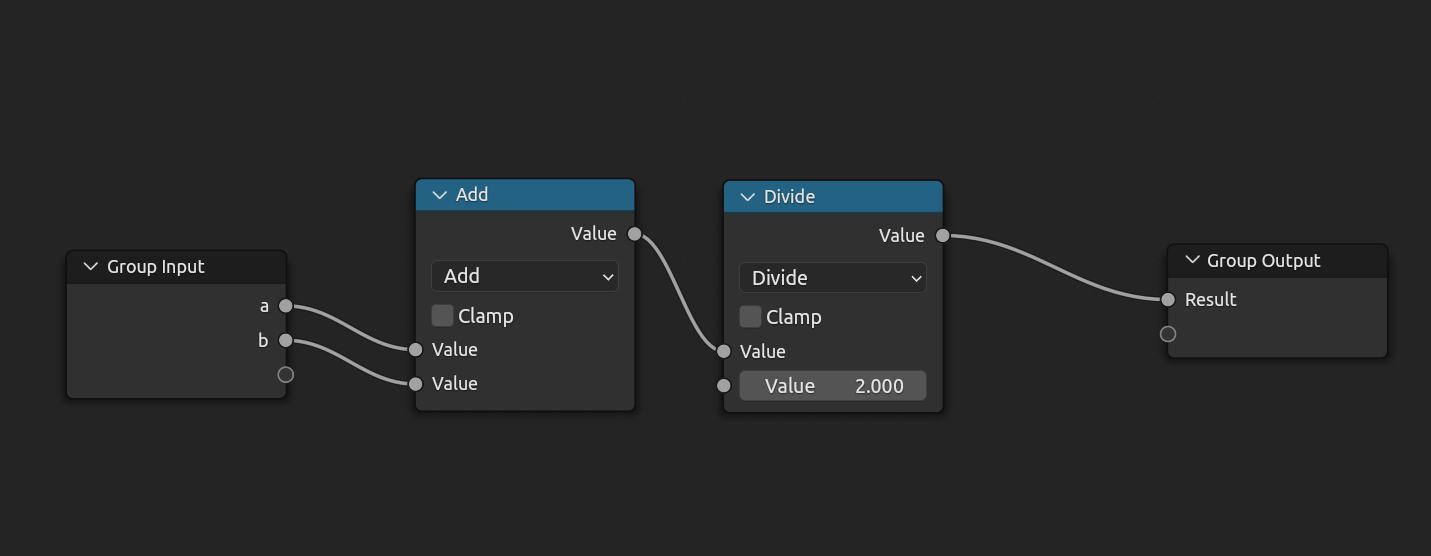 Group Input
a
b
Add
Value
Add
Clamp
Value
Value
Divide
Value
Divide
Clamp
Value
Value 2.000
Group Output
Result